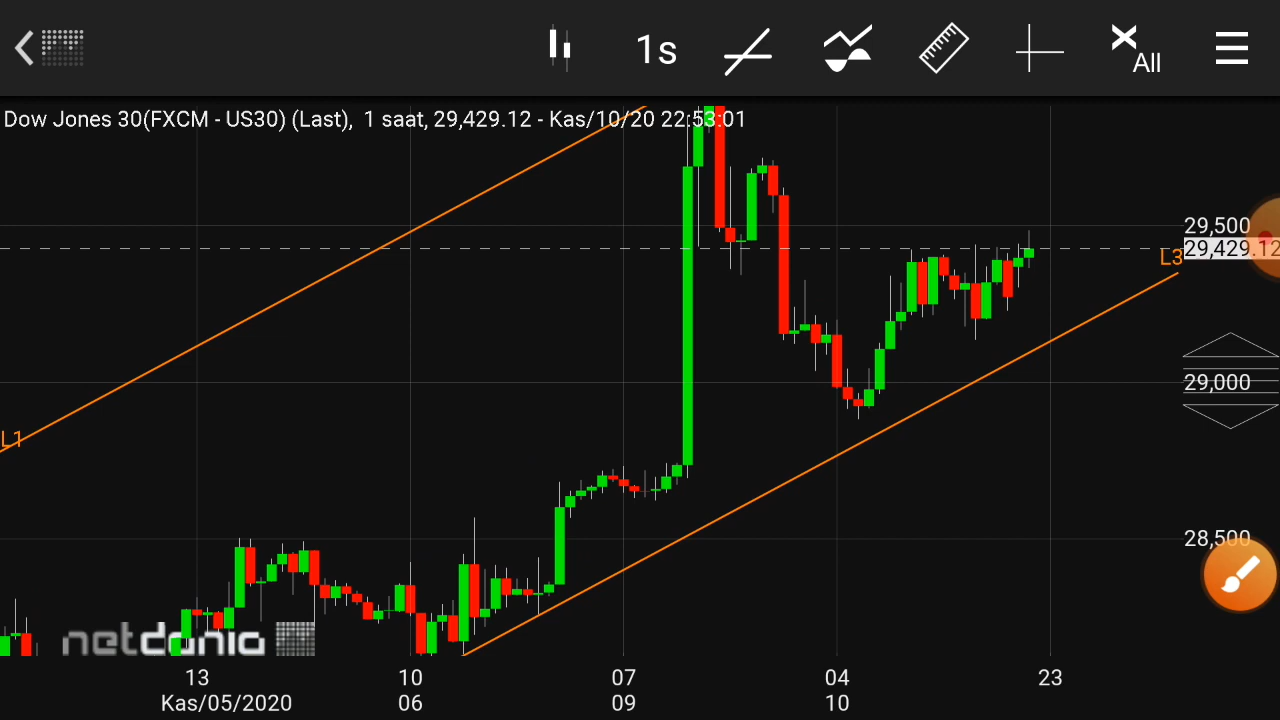 1s
All
Dow Jones 30(FXCM - US30) (Last), 1 saat, 29,429.12 - Kas/10/20 22:53:01
29,500
29,429.12
L3
29,000
L1
28,500
netdania
13
10
07
04
23
Kas/05/2020
06
09
10